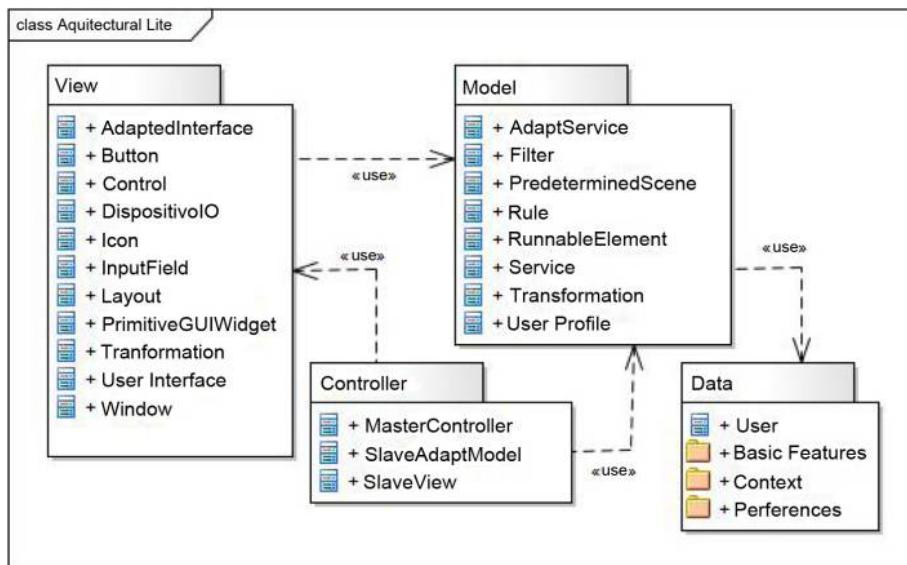 class Aquitectural Lite
View
+ AdaptedInterface
+ Button
+ Control
+ DispositivoIO
+ Icon
+ InputField
+ Layout
+ PrimitiveGUIWidget
+ Tranformation
+ User Interface
+ Window
«use»
Model
+ AdaptService
+ Filter
+ PredeterminedScene
+ Rule
+ RunnableElement
+ Service
+ Transformation
+ User Profile
«use»
«use»
Controller
+ MasterController
+ SlaveAdaptModel
+ SlaveView
«use»
Data
+ User
+ Basic Features
+ Context
+ Perferences